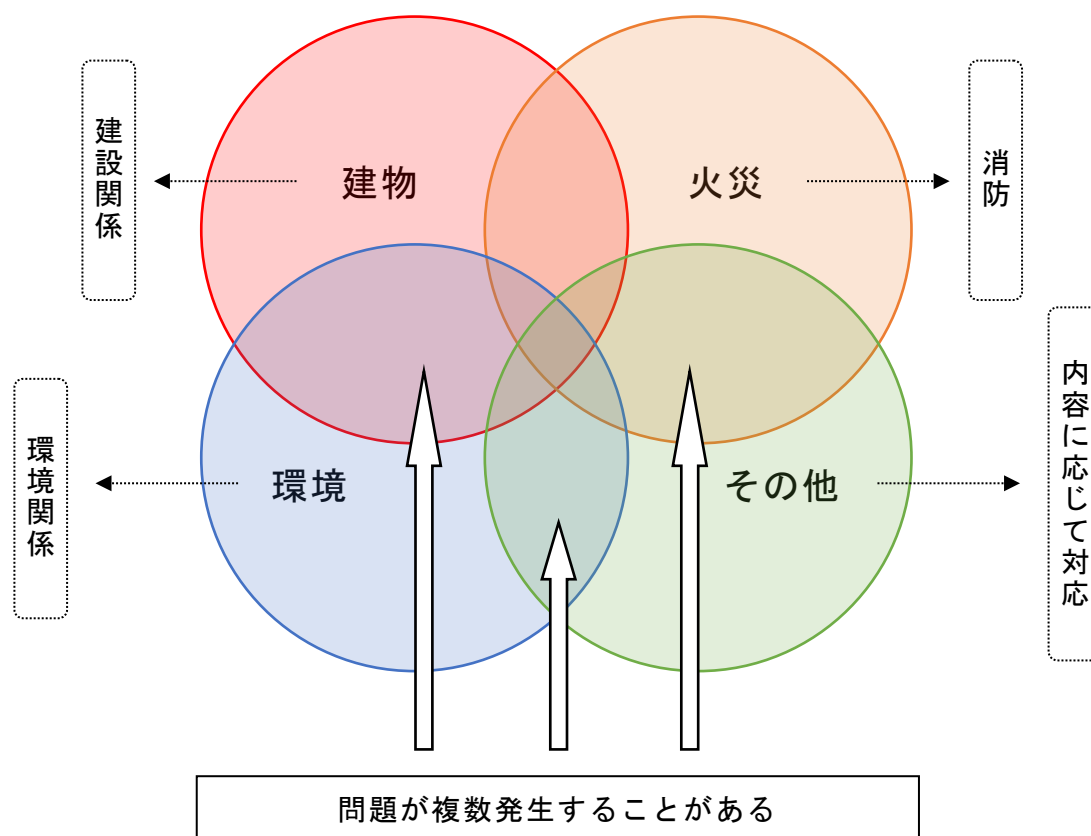 建設関係
建物
火災
消防
環境関係
環境
その他
内容に応じて対応
問題が複数発生することがある